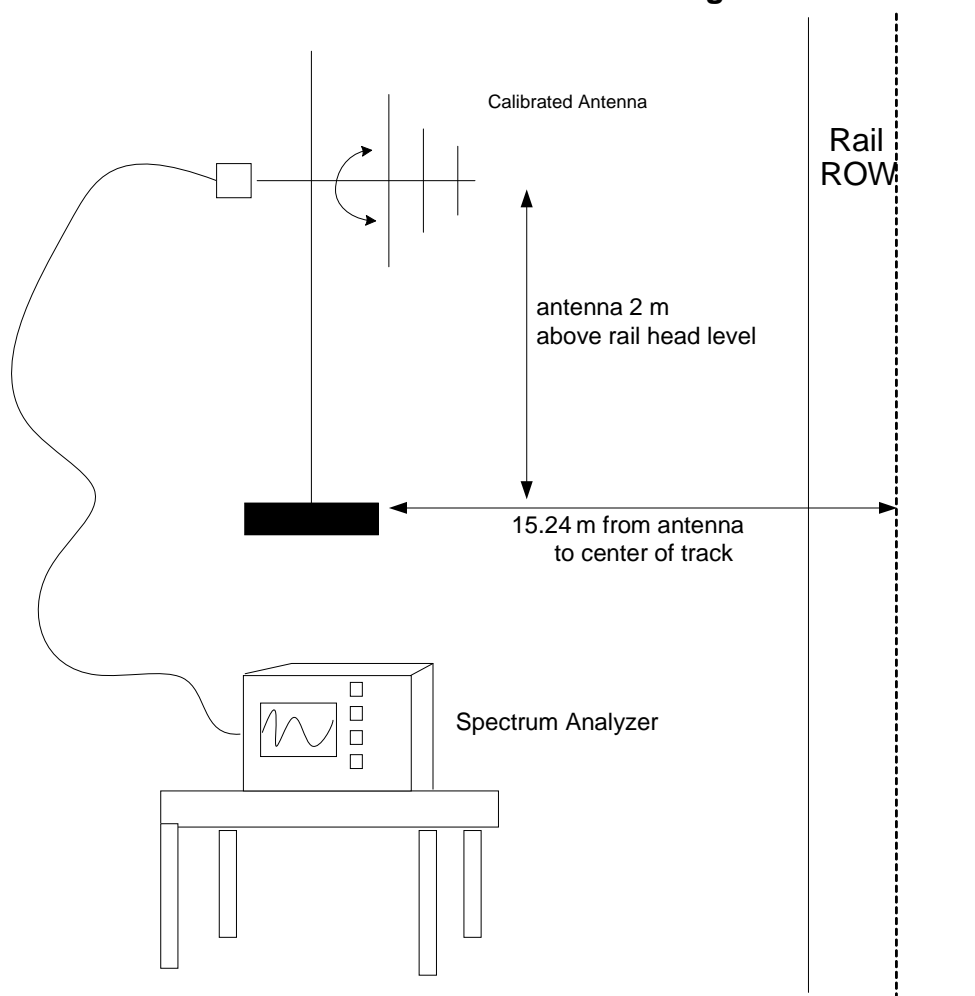 Calibrated Antenna
Rail
ROW
antenna 2 m
above rail head level
15.24 m from antenna
to center of track
Spectrum Analyzer